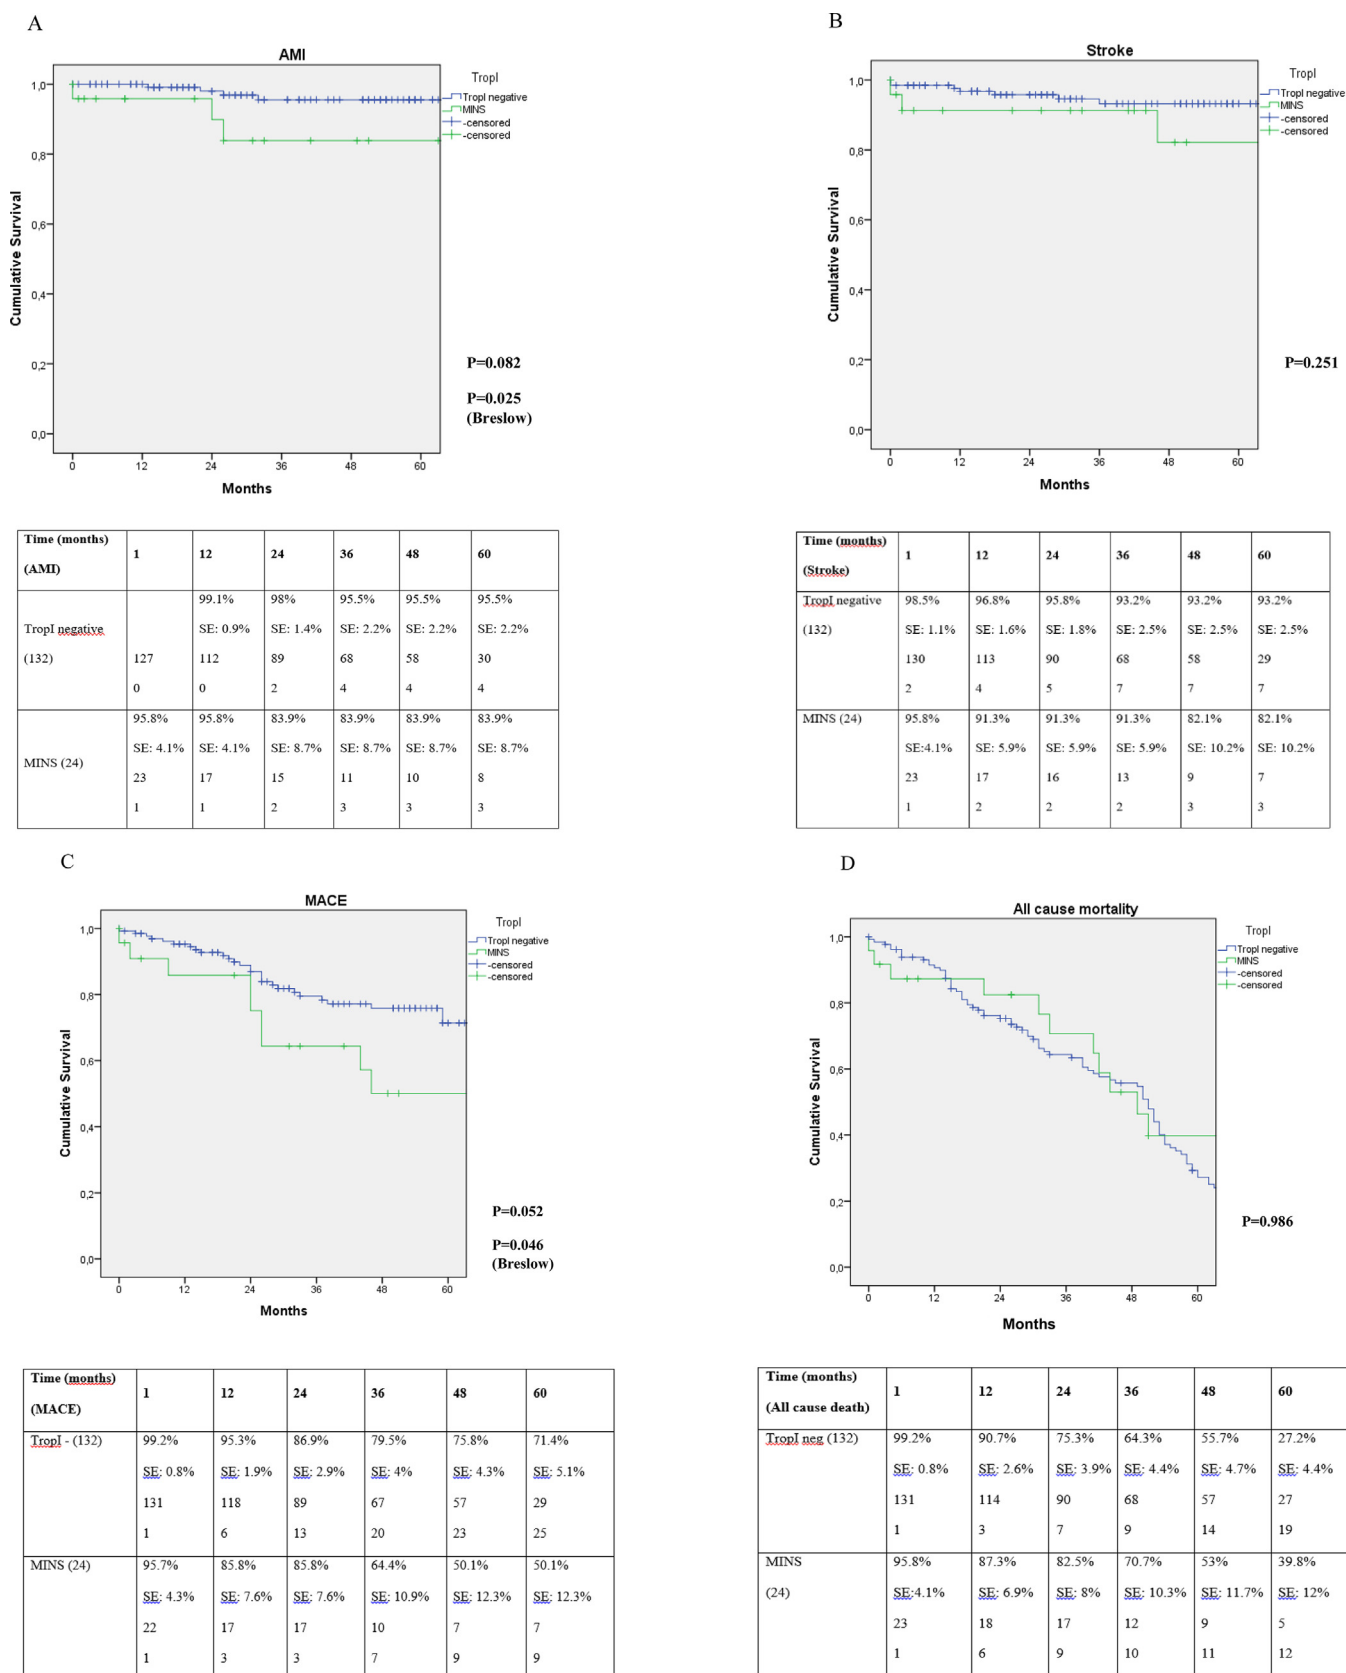 A
AMI
TropI
TropI negative
MINS
-censored
-censored
1,0
0,8
0,6
0,4
0,2
0,0
Cumulative Survival
0 12 24 36 48 60
Months
P=0.082
P=0.025
(Breslow)
Time (months)
(AMI) 1 12 24 36 48 60
99.1% 98% 95.5% 95.5% 95.5%
TropI negative SE: 0.9% SE: 1.4% SE: 2.2% SE: 2.2% SE: 2.2%
(132) 127 112 89 68 58 30
0 0 2 4 4 4
95.8% 95.8% 83.9% 83.9% 83.9% 83.9%
MINS (24) SE: 4.1% SE: 4.1% SE: 8.7% SE: 8.7% SE: 8.7% SE: 8.7%
23 17 15 11 10 8
1 1 2 3 3 3
B
Stroke
TropI
TropI negative
MINS
-censored
-censored
1,0
0,8
0,6
0,4
0,2
0,0
Cumulative Survival
0 12 24 36 48 60
Months
P=0.251
Time (months)
(Stroke) 1 12 24 36 48 60
TropI negative 98.5% 96.8% 95.8% 93.2% 93.2% 93.2%
(132) SE: 1.1% SE: 1.6% SE: 1.8% SE: 2.5% SE: 2.5% SE: 2.5%
130 113 90 68 58 29
2 4 5 7 7 7
MINS (24) 95.8% 91.3% 91.3% 91.3% 82.1% 82.1%
SE:4.1% SE: 5.9% SE: 5.9% SE: 5.9% SE: 10.2% SE: 10.2%
23 17 16 13 9 7
1 2 2 2 3 3
C
MACE
TropI
TropI negative
MINS
-censored
-censored
1,0
0,8
0,6
0,4
0,2
0,0
Cumulative Survival
0 12 24 36 48 60
Months
P=0.052
P=0.046
(Breslow)
Time (months)
(MACE) 1 12 24 36 48 60
TropI - (132) 99.2% 95.3% 86.9% 79.5% 75.8% 71.4%
SE: 0.8% SE: 1.9% SE: 2.9% SE: 4% SE: 4.3% SE: 5.1%
131 118 89 67 57 29
1 6 13 20 23 25
MINS (24) 95.7% 85.8% 85.8% 64.4% 50.1% 50.1%
SE: 4.3% SE: 7.6% SE: 7.6% SE: 10.9% SE: 12.3% SE: 12.3%
22 17 17 10 7 7
1 3 3 7 9 9
D
All cause mortality
TropI
TropI negative
MINS
-censored
-censored
1,0
0,8
0,6
0,4
0,2
0,0
Cumulative Survival
0 12 24 36 48 60
Months
P=0.986
Time (months)
(All cause death) 1 12 24 36 48 60
TropI neg (132) 99.2% 90.7% 75.3% 64.3% 55.7% 27.2%
SE: 0.8% SE: 2.6% SE: 3.9% SE: 4.4% SE: 4.7% SE: 4.4%
131 114 90 68 57 27
1 3 7 9 14 19
MINS 95.8% 87.3% 82.5% 70.7% 53% 39.8%
(24) SE:4.1% SE: 6.9% SE: 8% SE: 10.3% SE: 11.7% SE: 12%
23 18 17 12 9 5
1 6 9 10 11 12